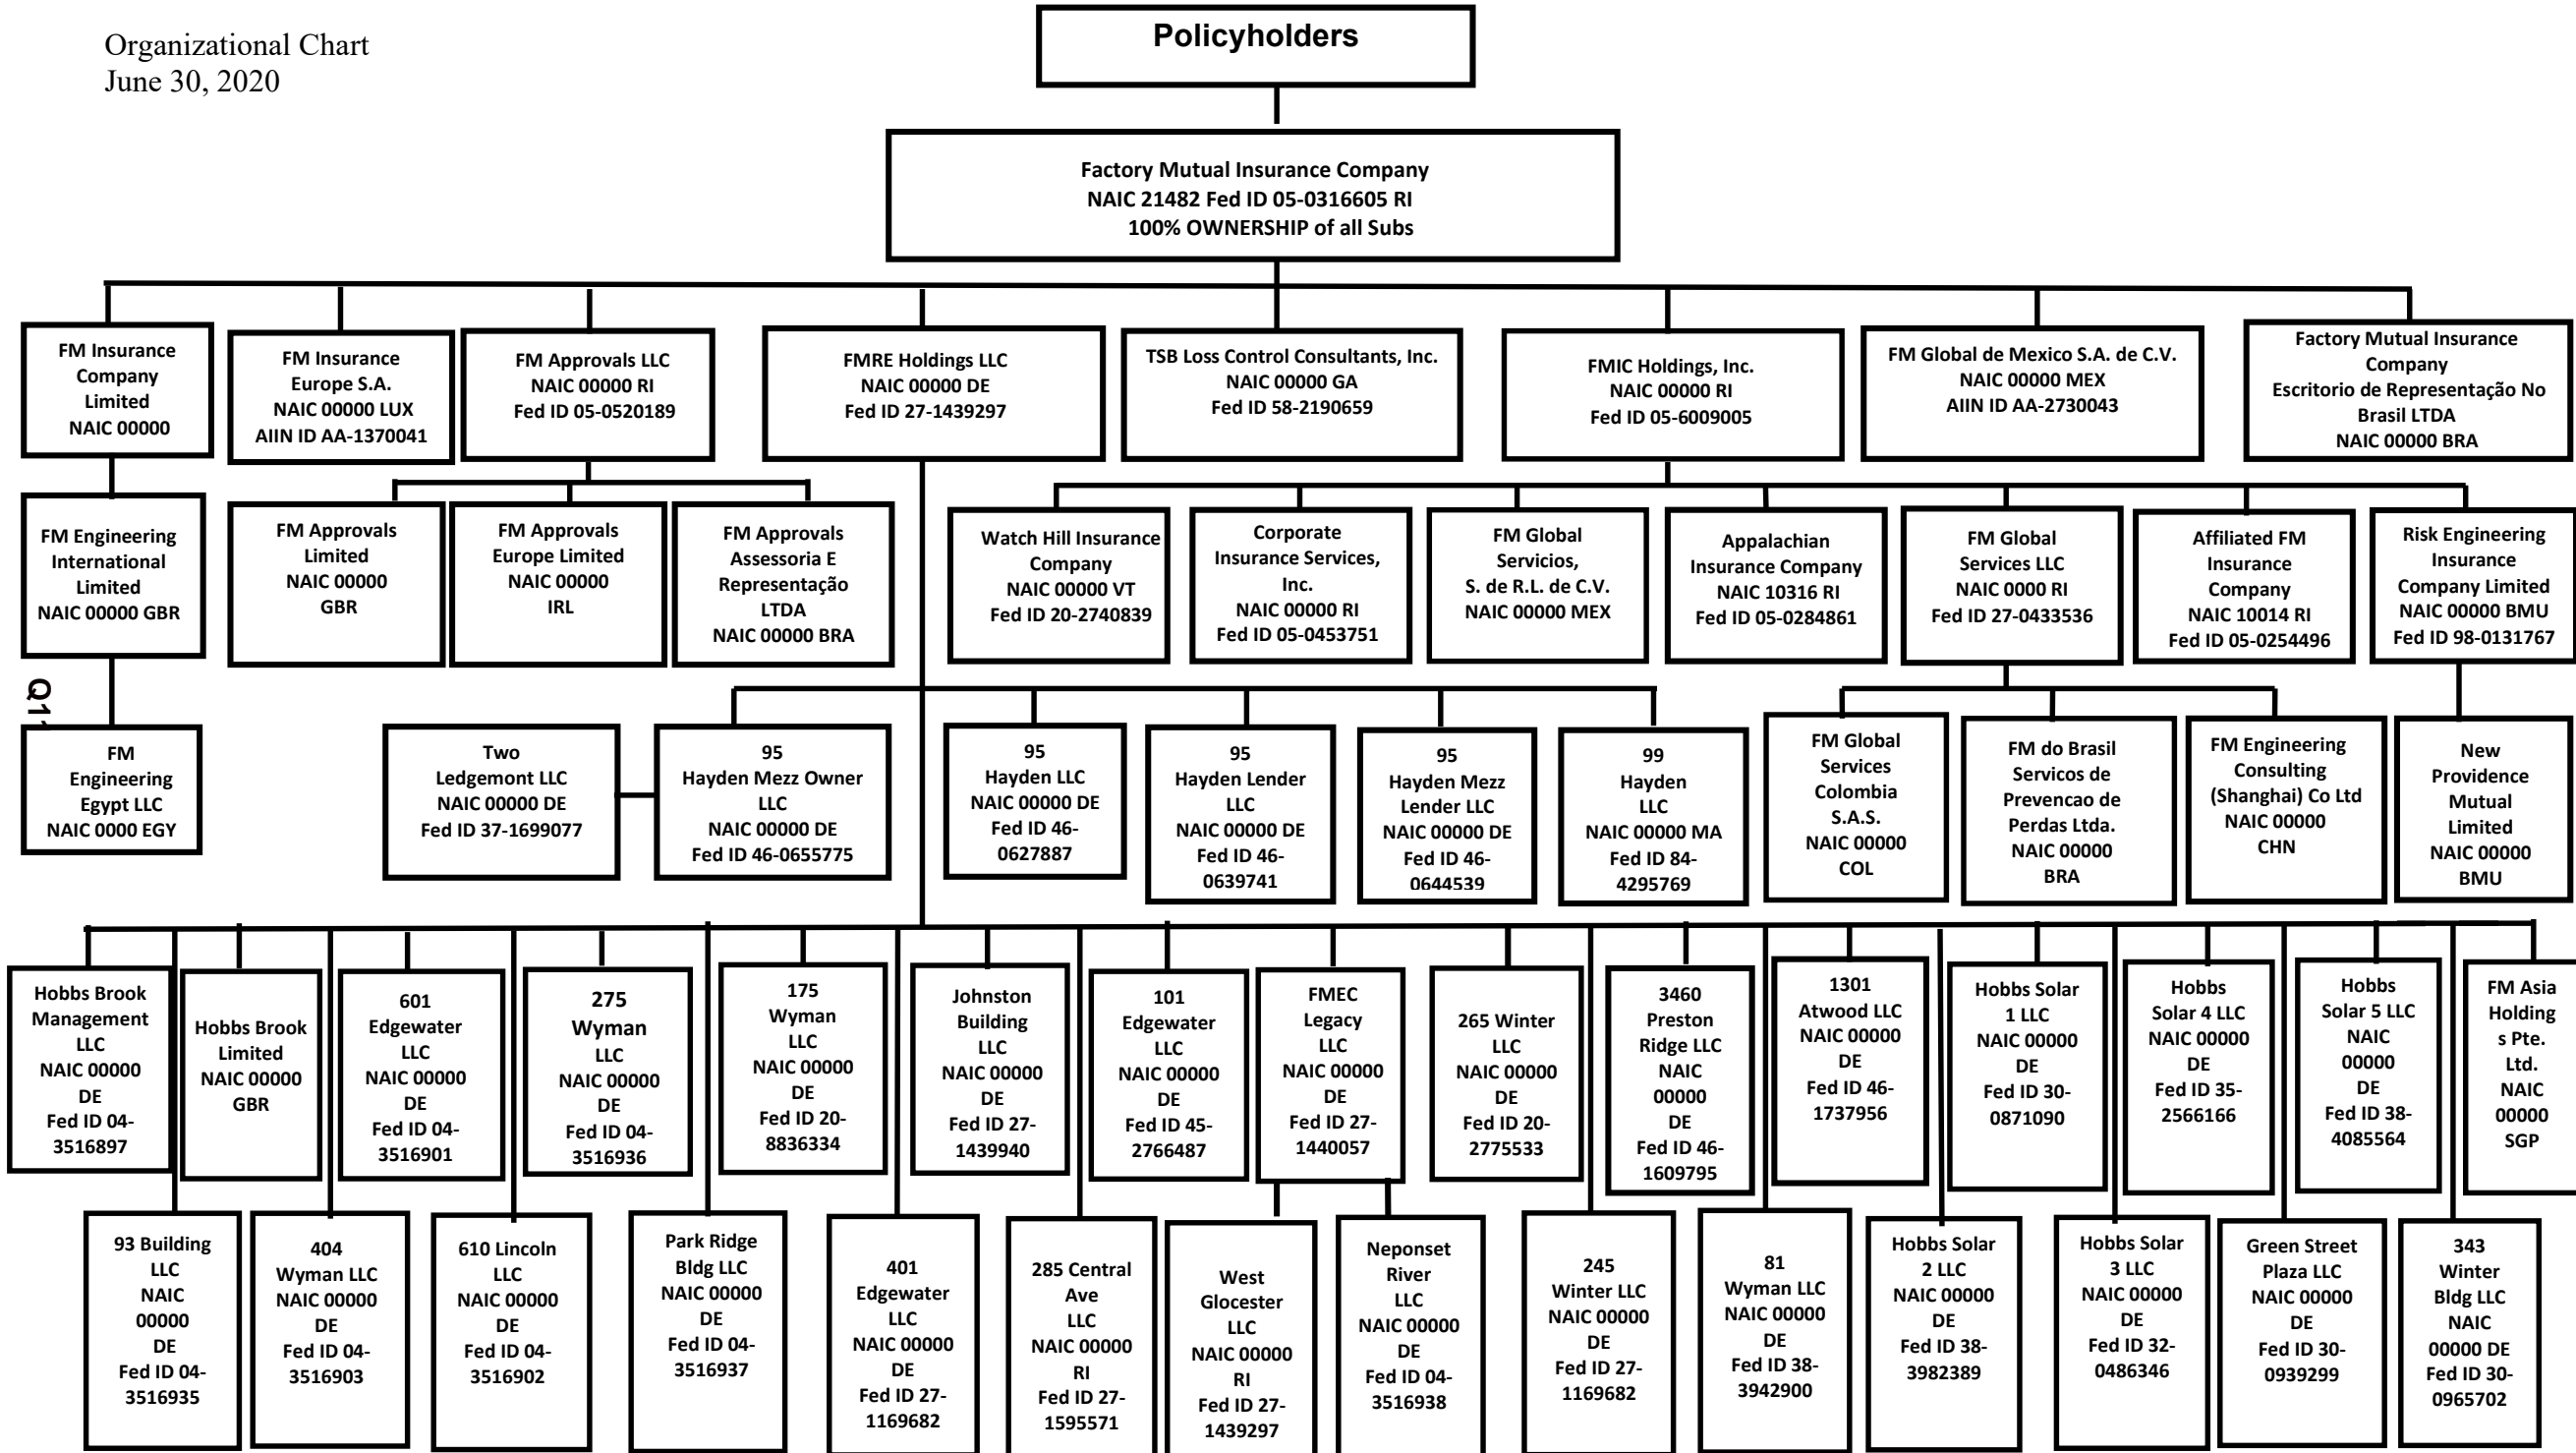 Organizational Chart
June 30, 2020
Policyholders
Factory Mutual Insurance Company
NAIC 21482 Fed ID 05-0316605 RI
100% OWNERSHIP of all Subs
FM Insurance
Company
Limited
NAIC 00000
FM Insurance
Europe S.A.
NAIC 00000 LUX
AIIN ID AA-1370041
FM Approvals LLC
NAIC 00000 RI
Fed ID 05-0520189
FMRE Holdings LLC
NAIC 00000 DE
Fed ID 27-1439297
TSB Loss Control Consultants, Inc.
NAIC 00000 GA
Fed ID 58-2190659
FMIC Holdings, Inc.
NAIC 00000 RI
Fed ID 05-6009005
FM Global de Mexico S.A. de C.V.
NAIC 00000 MEX
AIIN ID AA-2730043
Factory Mutual Insurance
Company
Escritorio de Representação No
Brasil LTDA
NAIC 00000 BRA
FM Engineering
International
Limited
NAIC 00000 GBR
FM Approvals
Limited
NAIC 00000
GBR
FM Approvals
Europe Limited
NAIC 00000
IRL
FM Approvals
Assessoria E
Representação
LTDA
NAIC 00000 BRA
Watch Hill Insurance
Company
NAIC 00000 VT
Fed ID 20-2740839
Corporate
Insurance Services,
Inc.
NAIC 00000 RI
Fed ID 05-0453751
FM Global
Servicios,
S. de R.L. de C.V.
NAIC 00000 MEX
Appalachian
Insurance Company
NAIC 10316 RI
Fed ID 05-0284861
FM Global
Services LLC
NAIC 0000 RI
Fed ID 27-0433536
Affiliated FM
Insurance
Company
NAIC 10014 RI
Fed ID 05-0254496
Risk Engineering
Insurance
Company Limited
NAIC 00000 BMU
Fed ID 98-0131767
Q11
FM
Engineering
Egypt LLC
NAIC 0000 EGY
Two
Ledgemont LLC
NAIC 00000 DE
Fed ID 37-1699077
95
Hayden Mezz Owner
LLC
NAIC 00000 DE
Fed ID 46-0655775
95
Hayden LLC
NAIC 00000 DE
Fed ID 46-
0627887
95
Hayden Lender
LLC
NAIC 00000 DE
Fed ID 46-
0639741
95
Hayden Mezz
Lender LLC
NAIC 00000 DE
Fed ID 46-
0644539
99
Hayden
LLC
NAIC 00000 MA
Fed ID 84-
4295769
FM Global
Services
Colombia
S.A.S.
NAIC 00000
COL
FM do Brasil
Servicos de
Prevencao de
Perdas Ltda.
NAIC 00000
BRA
FM Engineering
Consulting
(Shanghai) Co Ltd
NAIC 00000
CHN
New
Providence
Mutual
Limited
NAIC 00000
BMU
Hobbs Brook
Management
LLC
NAIC 00000
DE
Fed ID 04-
3516897
Hobbs Brook
Limited
NAIC 00000
GBR
601
Edgewater
LLC
NAIC 00000
DE
Fed ID 04-
3516901
275
Wyman
LLC
NAIC 00000
DE
Fed ID 04-
3516936
175
Wyman
LLC
NAIC 00000
DE
Fed ID 20-
8836334
Johnston
Building
LLC
NAIC 00000
DE
Fed ID 27-
1439940
101
Edgewater
LLC
NAIC 00000
DE
Fed ID 45-
2766487
FMEC
Legacy
LLC
NAIC 00000
DE
Fed ID 27-
1440057
265 Winter
LLC
NAIC 00000
DE
Fed ID 20-
2775533
3460
Preston
Ridge LLC
NAIC
00000
DE
Fed ID 46-
1609795
1301
Atwood LLC
NAIC 00000
DE
Fed ID 46-
1737956
Hobbs Solar
1 LLC
NAIC 00000
DE
Fed ID 30-
0871090
Hobbs
Solar 4 LLC
NAIC 00000
DE
Fed ID 35-
2566166
Hobbs
Solar 5 LLC
NAIC
00000
DE
Fed ID 38-
4085564
FM Asia
Holding
s Pte.
Ltd.
NAIC
00000
SGP
93 Building
LLC
NAIC
00000
DE
Fed ID 04-
3516935
404
Wyman LLC
NAIC 00000
DE
Fed ID 04-
3516903
610 Lincoln
LLC
NAIC 00000
DE
Fed ID 04-
3516902
Park Ridge
Bldg LLC
NAIC 00000
DE
Fed ID 04-
3516937
401
Edgewater
LLC
NAIC 00000
DE
Fed ID 27-
1169682
285 Central
Ave
LLC
NAIC 00000
RI
Fed ID 27-
1595571
West
Glocester
LLC
NAIC 00000
RI
Fed ID 27-
1439297
Neponset
River
LLC
NAIC 00000
DE
Fed ID 04-
3516938
245
Winter LLC
NAIC 00000
DE
Fed ID 27-
1169682
81
Wyman LLC
NAIC 00000
DE
Fed ID 38-
3942900
Hobbs Solar
2 LLC
NAIC 00000
DE
Fed ID 38-
3982389
Hobbs Solar
3 LLC
NAIC 00000
DE
Fed ID 32-
0486346
Green Street
Plaza LLC
NAIC 00000
DE
Fed ID 30-
0939299
343
Winter
Bldg LLC
NAIC
00000 DE
Fed ID 30-
0965702